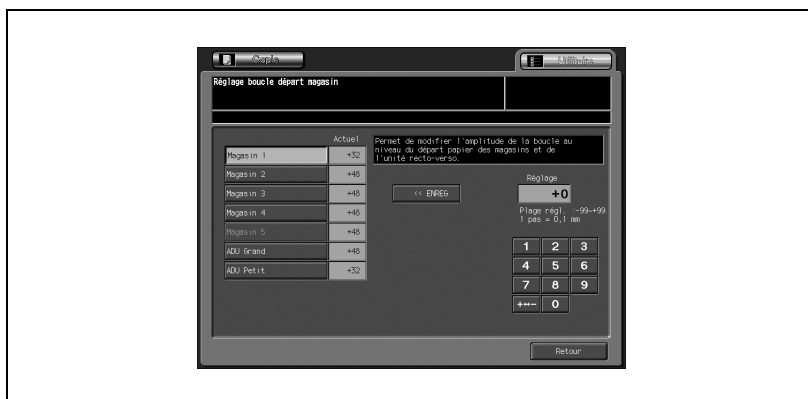 Copie
Utilitaire
Réglage boucle départ magasin
Actuel
Permet de modifier l'amplitude de la boucle au
niveau du départ papier des magasins et de
l'unité recto-verso.
Magasin 1 +32
Magasin 2 +48
Magasin 3 +48
Magasin 4 +48
Magasin 5 +48
ADU Grand +48
ADU Petit +32
<< ENREG
Réglage
+0
Plage régl. :-99~+99
1 pas = 0,1 mm
1 2 3
4 5 6
7 8 9
+↔- 0
Retour